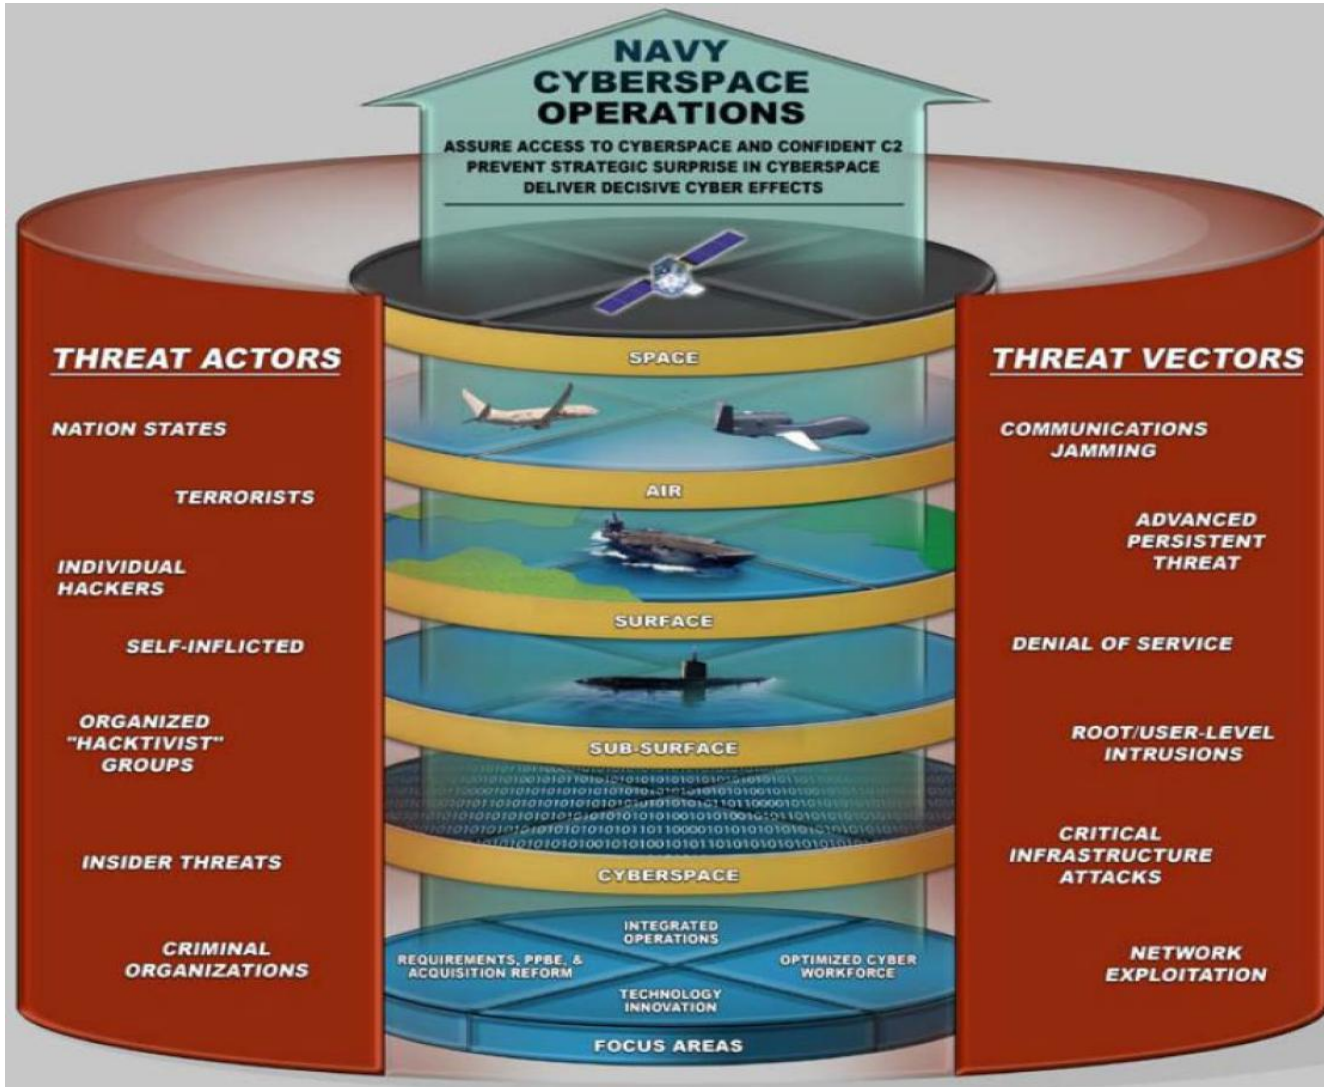 NAVY
CYBERSPACE
OPERATIONS
ASSURE ACCESS TO CYBERSPACE AND CONFIDENT C2
PREVENT STRATEGIC SURPRISE IN CYBERSPACE
DELIVER DECISIVE CYBER EFFECTS
THREAT ACTORS
NATION STATES
TERRORISTS
INDIVIDUAL
HACKERS
SELF-INFLICTED
ORGANIZED
"HACKTIVIST"
GROUPS
INSIDER THREATS
CRIMINAL
ORGANIZATIONS
SPACE
AIR
SURFACE
SUB-SURFACE
CYBERSPACE
INTEGRATED
OPERATIONS
REQUIREMENTS, PPBE, &
ACQUISITION REFORM
OPTIMIZED CYBER
WORKFORCE
TECHNOLOGY
INNOVATION
FOCUS AREAS
THREAT VECTORS
COMMUNICATIONS
JAMMING
ADVANCED
PERSISTENT
THREAT
DENIAL OF SERVICE
ROOT/USER-LEVEL
INTRUSIONS
CRITICAL
INFRASTRUCTURE
ATTACKS
NETWORK
EXPLOITATION